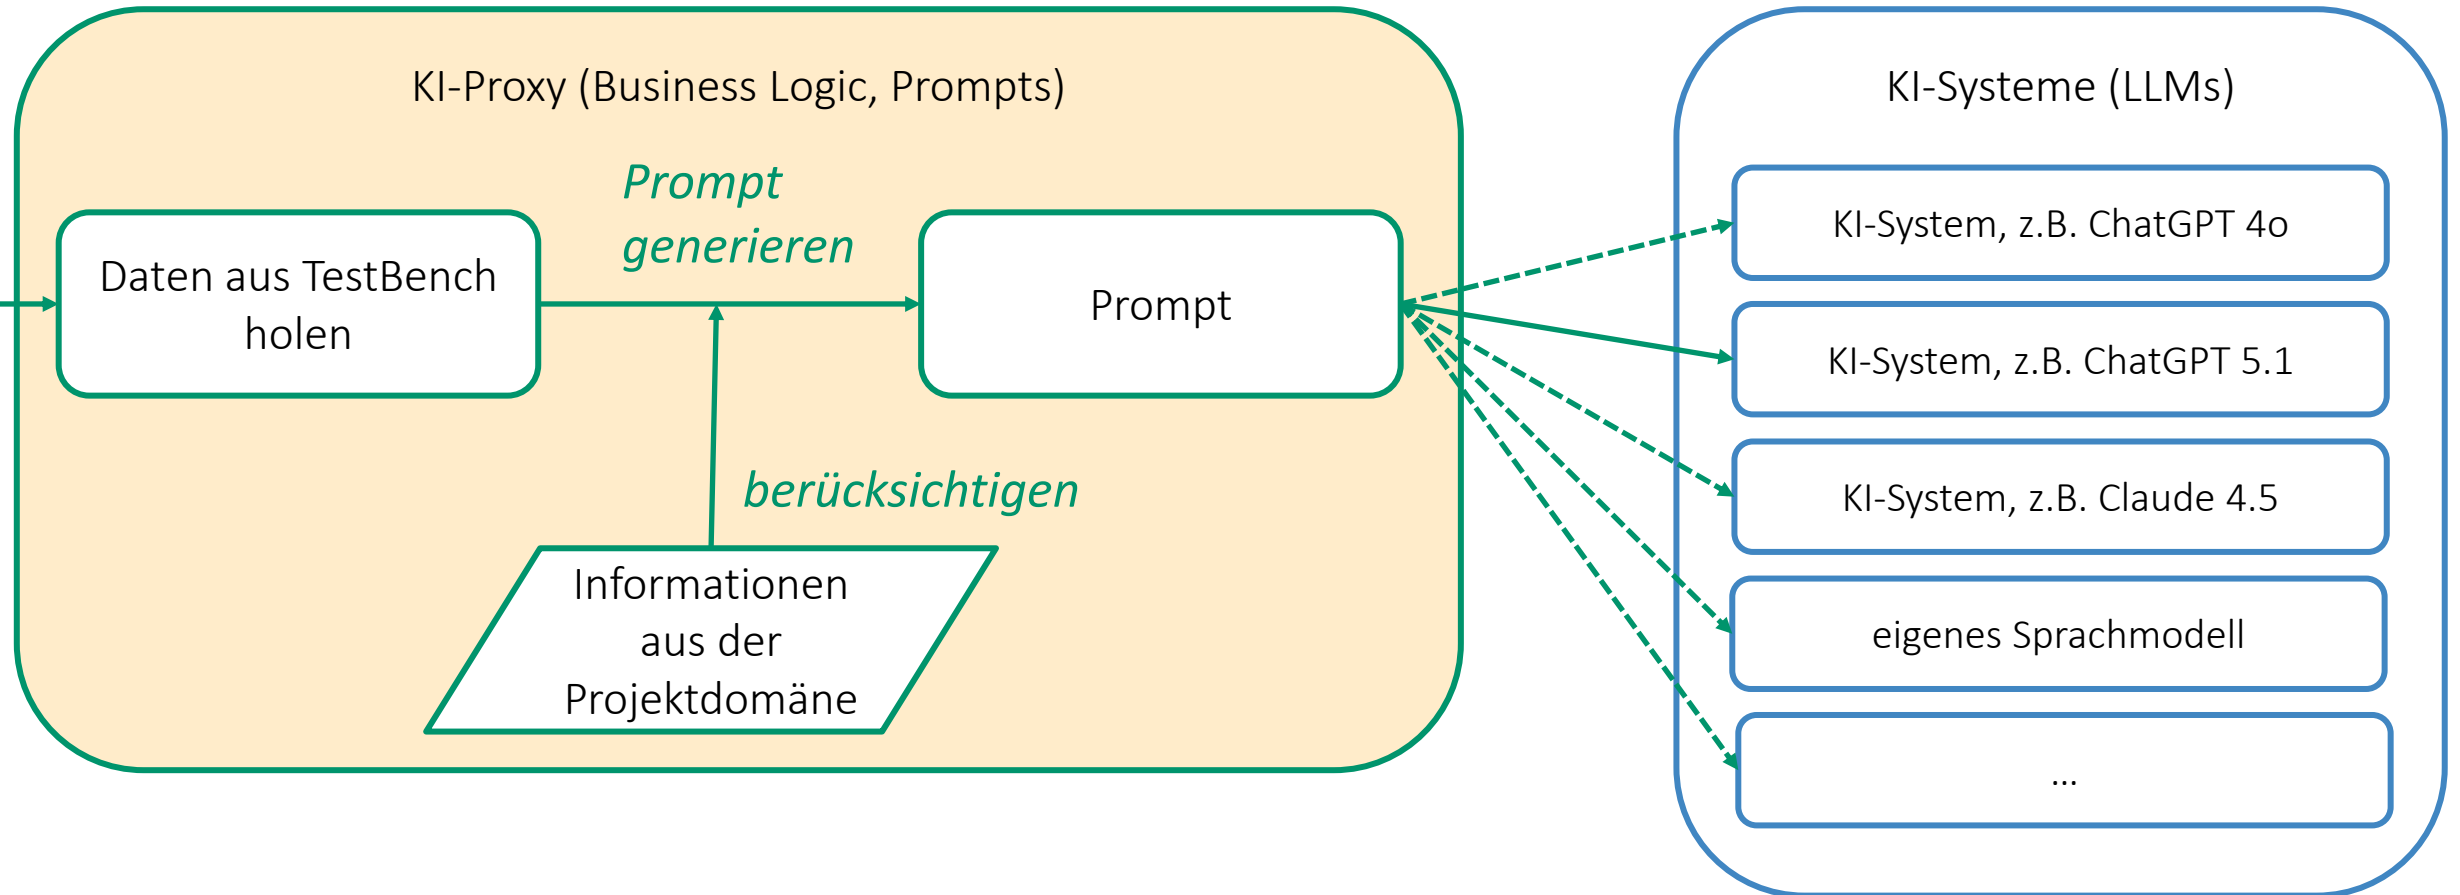 KI-Proxy (Business Logic, Prompts)
Prompt
generieren
Daten aus TestBench
holen
Prompt
berücksichtigen
Informationen
aus der
Projektdomäne
KI-Systeme (LLMs)
KI-System, z.B. ChatGPT 4o
KI-System, z.B. ChatGPT 5.1
KI-System, z.B. Claude 4.5
eigenes Sprachmodell
...